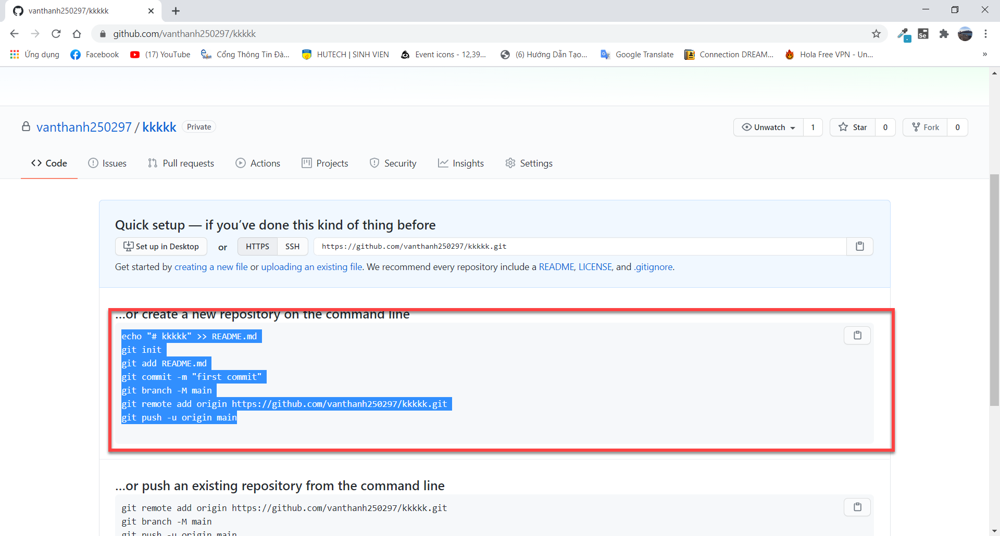 vanthanh250297/kkkkk
github.com/vanthanh250297/kkkkk
Se
Ứng dụng
Facebook
(17) YouTube
Cổng Thông Tin Đà...
HUTECH | SINH VIEN
Event icons - 12,39...
(6) Hướng Dẫn Tạo...
Google Translate
Connection DREAM...
Hola Free VPN - Un...
»
vanthanh250297 / kkkkk Private
Unwatch 1
Star 0
Fork 0
Code
Issues
Pull requests
Actions
Projects
Security
Insights
Settings
Quick setup — if you’ve done this kind of thing before
Set up in Desktop or HTTPS SSH https://github.com/vanthanh250297/kkkkk.git
Get started by creating a new file or uploading an existing file. We recommend every repository include a README, LICENSE, and .gitignore.
…or create a new repository on the command line
echo "# kkkkk" >> README.md
git init
git add README.md
git commit -m "first commit"
git branch -M main
git remote add origin https://github.com/vanthanh250297/kkkkk.git
git push -u origin main
…or push an existing repository from the command line
git remote add origin https://github.com/vanthanh250297/kkkkk.git
git branch -M main
git push -u origin main